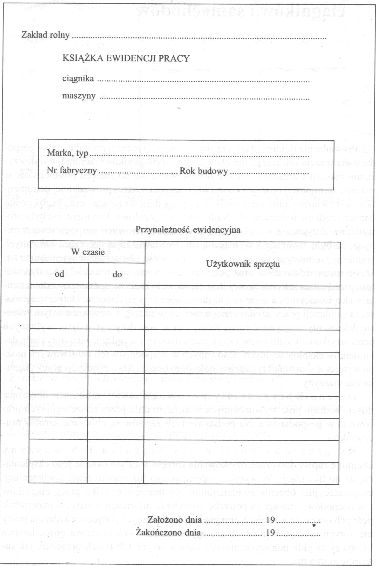 Zakład rolny ....................................................
KSIĄŻKA EWIDENCJI PRACY
ciągnika ....................................................
maszyny ....................................................
Marka, typ ....................................................
Nr fabryczny ........................... Rok budowy ...........................
Przynależność ewidencyjna
W czasie
Użytkownik sprzętu
od do
Założono dnia .................... 19 ...............
Zakończono dnia .................... 19 ...............